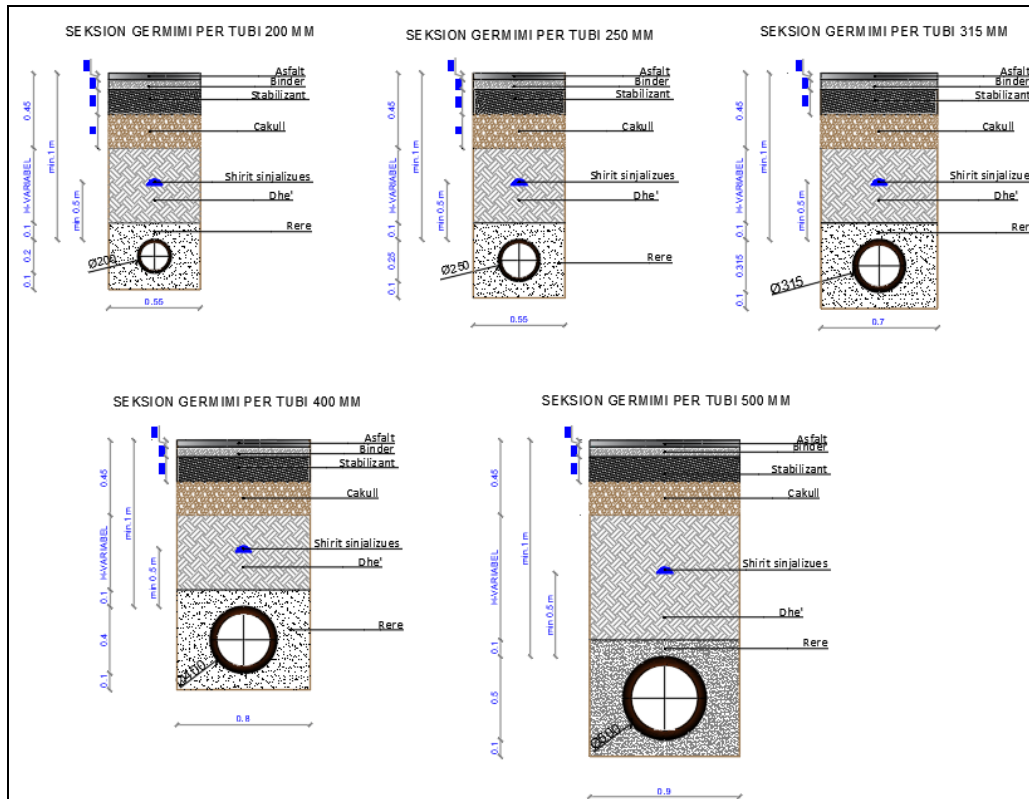 SEKSION GERMIMI PER TUBI 200 MM
Asfalt
Binder
Stabilizant
Cakull
Shirit sinjalizues
Dhe'
Rere
0.45
H-VARIABEL
0.1
0.2
0.1
min.1 m
min 0.5 m
Ø200
0.55
SEKSION GERMIMI PER TUBI 250 MM
Asfalt
Binder
Stabilizant
Cakull
Shirit sinjalizues
Dhe'
Rere
0.45
H-VARIABEL
0.1
0.25
0.1
min.1 m
min 0.5 m
Ø250
0.55
SEKSION GERMIMI PER TUBI 315 MM
Asfalt
Binder
Stabilizant
Cakull
Shirit sinjalizues
Dhe'
Rere
0.45
H-VARIABEL
0.1
0.315
0.1
min.1 m
min 0.5 m
Ø315
0.7
SEKSION GERMIMI PER TUBI 400 MM
Asfalt
Binder
Stabilizant
Cakull
Shirit sinjalizues
Dhe'
Rere
0.45
H-VARIABEL
0.1
0.4
0.1
min.1 m
min 0.5 m
Ø400
0.8
SEKSION GERMIMI PER TUBI 500 MM
Asfalt
Binder
Stabilizant
Cakull
Shirit sinjalizues
Dhe'
Rere
0.45
H-VARIABEL
0.1
0.5
0.1
min.1 m
min 0.5 m
0.9